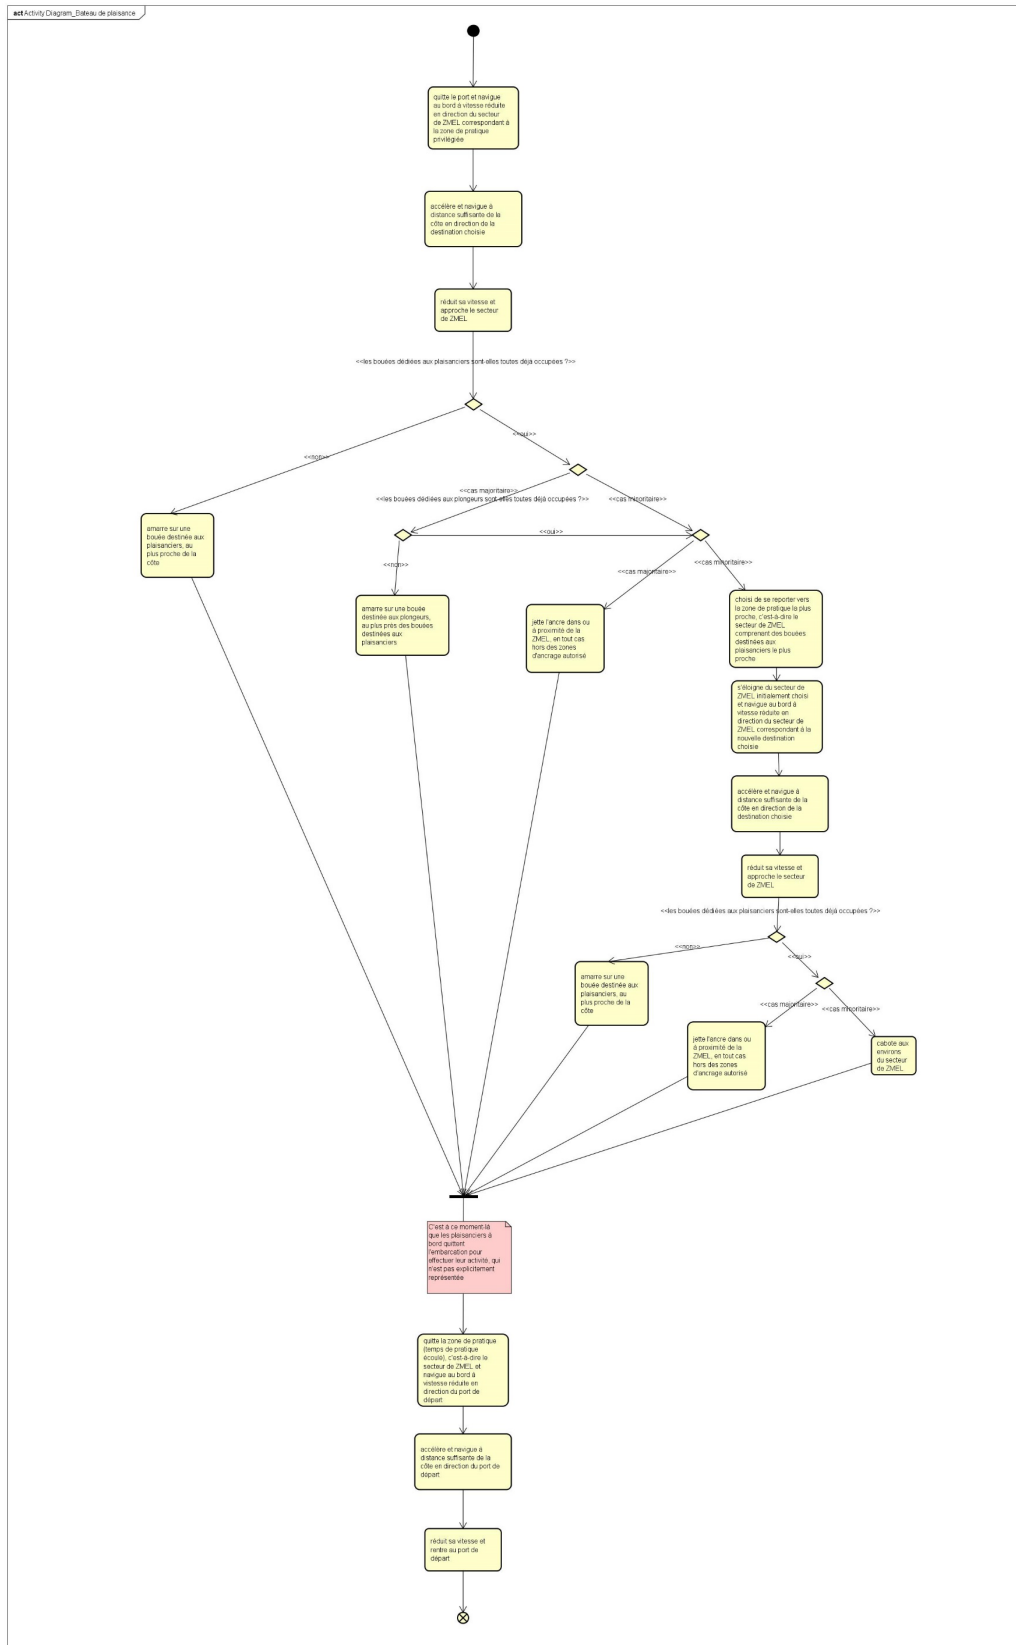 act Activity Diagram_Bateau de plaisance
quitte le port et navigue
au bord à vitesse réduite
en direction du secteur
de ZMEL correspondant à
la zone de pratique
privilégiée
accélère et navigue à
distance suffisante de la
côte en direction de la
destination choisie
réduit sa vitesse et
approche le secteur
de ZMEL
<<les bouées dédiées aux plaisanciers sont-elles toutes déjà occupées ?>>
<<oui>>
<<non>>
<<cas majoritaire>>
<<les bouées dédiées aux plongeurs sont-elles toutes déjà occupées ?>>
<<cas minoritaire>>
<<oui>>
<<non>>
<<cas majoritaire>>
<<cas minoritaire>>
amarre sur une
bouée destinée aux
plaisanciers, au
plus proche de la
côte
amarre sur une bouée
destinée aux plongeurs,
au plus près des bouées
destinées aux
plaisanciers
jette l'ancre dans ou
à proximité de la
ZMEL, en tout cas
hors des zones
d'ancrage autorisé
choisi de se reporter vers
la zone de pratique la plus
proche, c'est-à-dire le
secteur de ZMEL
comprenant des bouées
destinées aux
plaisanciers le plus
proche
s'éloigne du secteur de
ZMEL initialement choisi
et navigue au bord à
vitesse réduite en
direction du secteur de
ZMEL correspondant à la
nouvelle destination
choisie
accélère et navigue à
distance suffisante de la
côte en direction de la
destination choisie
réduit sa vitesse et
approche le secteur
de ZMEL
<<les bouées dédiées aux plaisanciers sont-elles toutes déjà occupées ?>>
<<non>>
<<oui>>
<<cas majoritaire>>
<<cas minoritaire>>
amarre sur une
bouée destinée aux
plaisanciers, au
plus proche de la
côte
jette l'ancre dans ou
à proximité de la
ZMEL, en tout cas
hors des zones
d'ancrage autorisé
cabote aux
environs
du secteur
de ZMEL
C'est à ce moment-là
que les plaisanciers à
bord quittent
l'embarcation pour
effectuer leur activité, qui
n'est pas explicitement
représentée
quitte la zone de pratique
(temps de pratique
écoulé), c'est-à-dire le
secteur de ZMEL et
navigue au bord à
vistesse réduite en
direction du port de
départ
accélère et navigue à
distance suffisante de la
côte en direction du port de
départ
réduit sa vitesse et
rentre au port de
départ